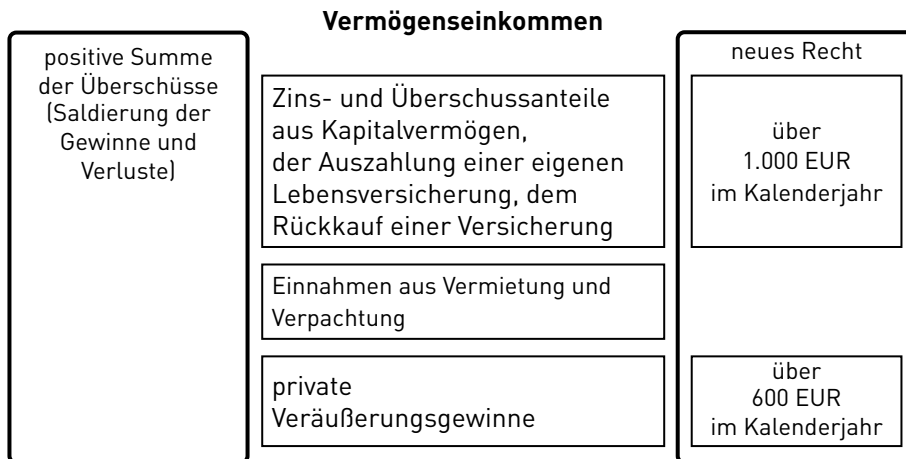 Vermögenseinkommen
positive Summe
der Überschüsse
(Saldierung der
Gewinne und
Verluste)
Zins- und Überschussanteile
aus Kapitalvermögen,
der Auszahlung einer eigenen
Lebensversicherung, dem
Rückkauf einer Versicherung
Einnahmen aus Vermietung und
Verpachtung
private
Veräußerungsgewinne
neues Recht
über
1.000 EUR
im Kalenderjahr
über
600 EUR
im Kalenderjahr